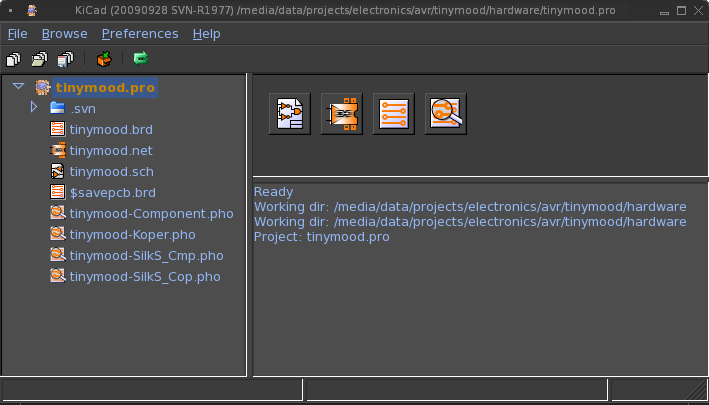 KiCad (20090928 SVN-R1977) /media/data/projects/electronics/avr/tinymood/hardware/tinymood.pro
File Browse Preferences Help
tinymood.pro
.svn
tinymood.brd
tinymood.net
tinymood.sch
$savepcb.brd
tinymood-Component.pho
tinymood-Koper.pho
tinymood-SilkS_Cmp.pho
tinymood-SilkS_Cop.pho
Ready
Working dir: /media/data/projects/electronics/avr/tinymood/hardware
Working dir: /media/data/projects/electronics/avr/tinymood/hardware
Project: tinymood.pro